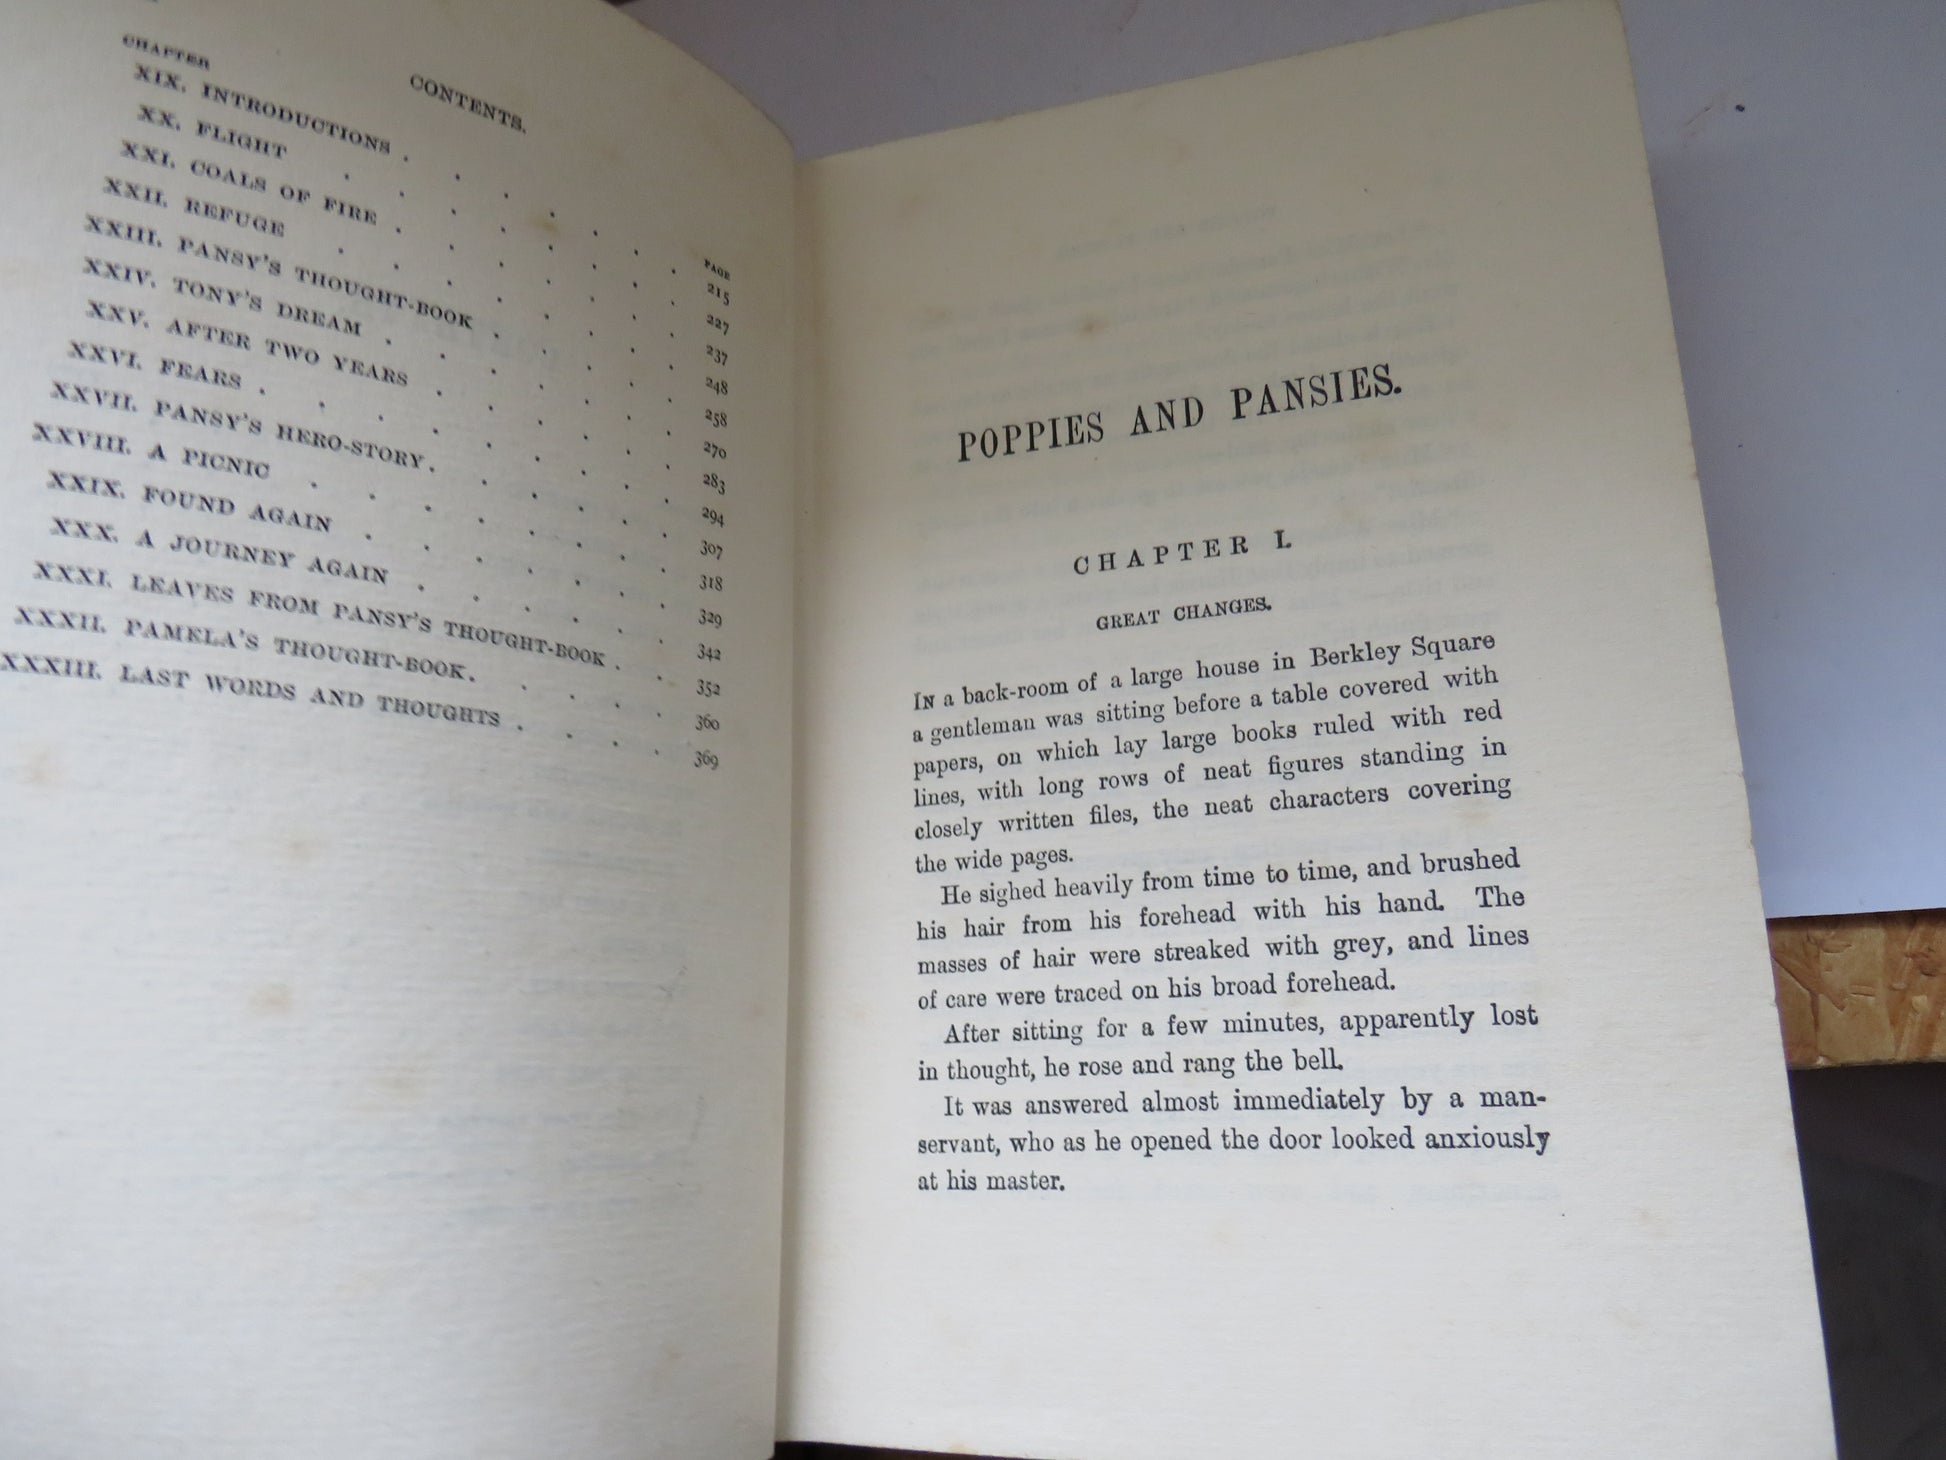 CONTENTS.
CHAPTER PAGE
XIX. INTRODUCTIONS . . . . . . . 215
XX. FLIGHT . . . . . . . . 227
XXI. COALS OF FIRE . . . . . . . 237
XXII. REFUGE . . . . . . . . 248
XXIII. PANSY'S THOUGHT-BOOK . . . . . 258
XXIV. TONY'S DREAM . . . . . . . 270
XXV. AFTER TWO YEARS . . . . . . 283
XXVI. FEARS . . . . . . . . 294
XXVII. PANSY'S HERO-STORY . . . . . . 307
XXVIII. A PICNIC . . . . . . . 318
XXIX. FOUND AGAIN . . . . . . 329
XXX. A JOURNEY AGAIN . . . . . 342
XXXI. LEAVES FROM PANSY'S THOUGHT-BOOK . . 352
XXXII. PAMELA'S THOUGHT-BOOK . . . . . 360
XXXIII. LAST WORDS AND THOUGHTS . . . . 369
POPPIES AND PANSIES.
CHAPTER I.
GREAT CHANGES.
IN a back-room of a large house in Berkley Square
a gentleman was sitting before a table covered with
papers, on which lay large books ruled with red
lines, with long rows of neat figures standing in
closely written files, the neat characters covering
the wide pages.
He sighed heavily from time to time, and brushed
his hair from his forehead with his hand. The
masses of hair were streaked with grey, and lines
of care were traced on his broad forehead.
After sitting for a few minutes, apparently lost
in thought, he rose and rang the bell.
It was answered almost immediately by a man-
servant, who as he opened the door looked anxiously
at his master.